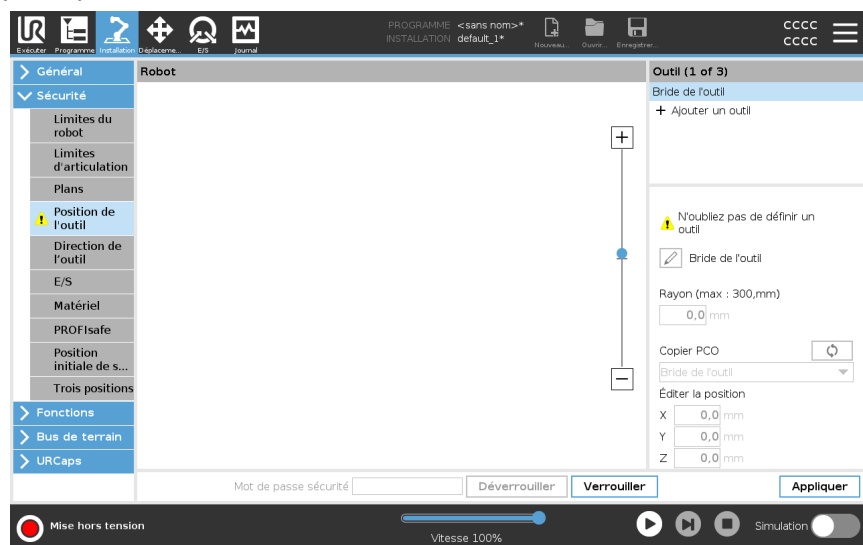 PROGRAMME <sans nom>*
INSTALLATION default_1*
Exécuter Programme Installation Déplaceme... E/S Journal
Nouveau... Ouvrir... Enregistrer...
cccc
cccc
Général
Sécurité
Limites du
robot
Limites
d'articulation
Plans
Position de
l'outil
Direction de
l'outil
E/S
Matériel
PROFIsafe
Position
initiale de s...
Trois positions
Fonctions
Bus de terrain
URCaps
Robot
Outil (1 of 3)
Bride de l'outil
+ Ajouter un outil
N'oubliez pas de définir un
outil
Bride de l'outil
Rayon (max : 300,mm)
0,0 mm
Copier PCO
Bride de l'outil
Éditer la position
X 0,0 mm
Y 0,0 mm
Z 0,0 mm
Mot de passe sécurité Déverrouiller Verrouiller Appliquer
Mise hors tension
Vitesse 100%
Simulation